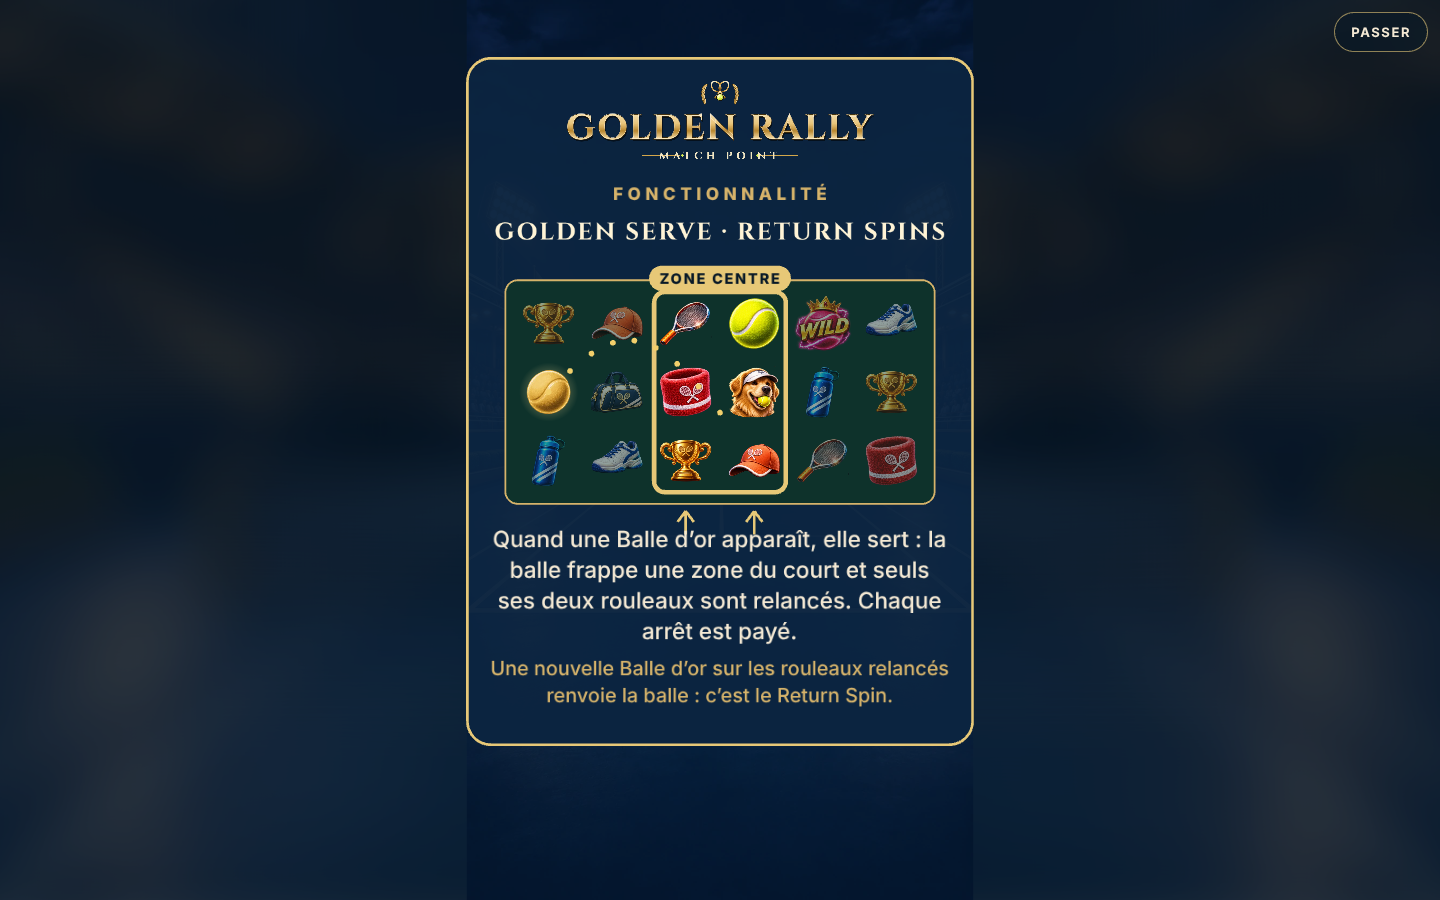 PASSER
GOLDEN RALLY
MATCH POINT
FONCTIONNALITÉ
GOLDEN SERVE · RETURN SPINS
ZONE CENTRE
WILD
Quand une Balle d’or apparaît, elle sert : la
balle frappe une zone du court et seuls
ses deux rouleaux sont relancés. Chaque
arrêt est payé.
Une nouvelle Balle d’or sur les rouleaux relancés
renvoie la balle : c’est le Return Spin.